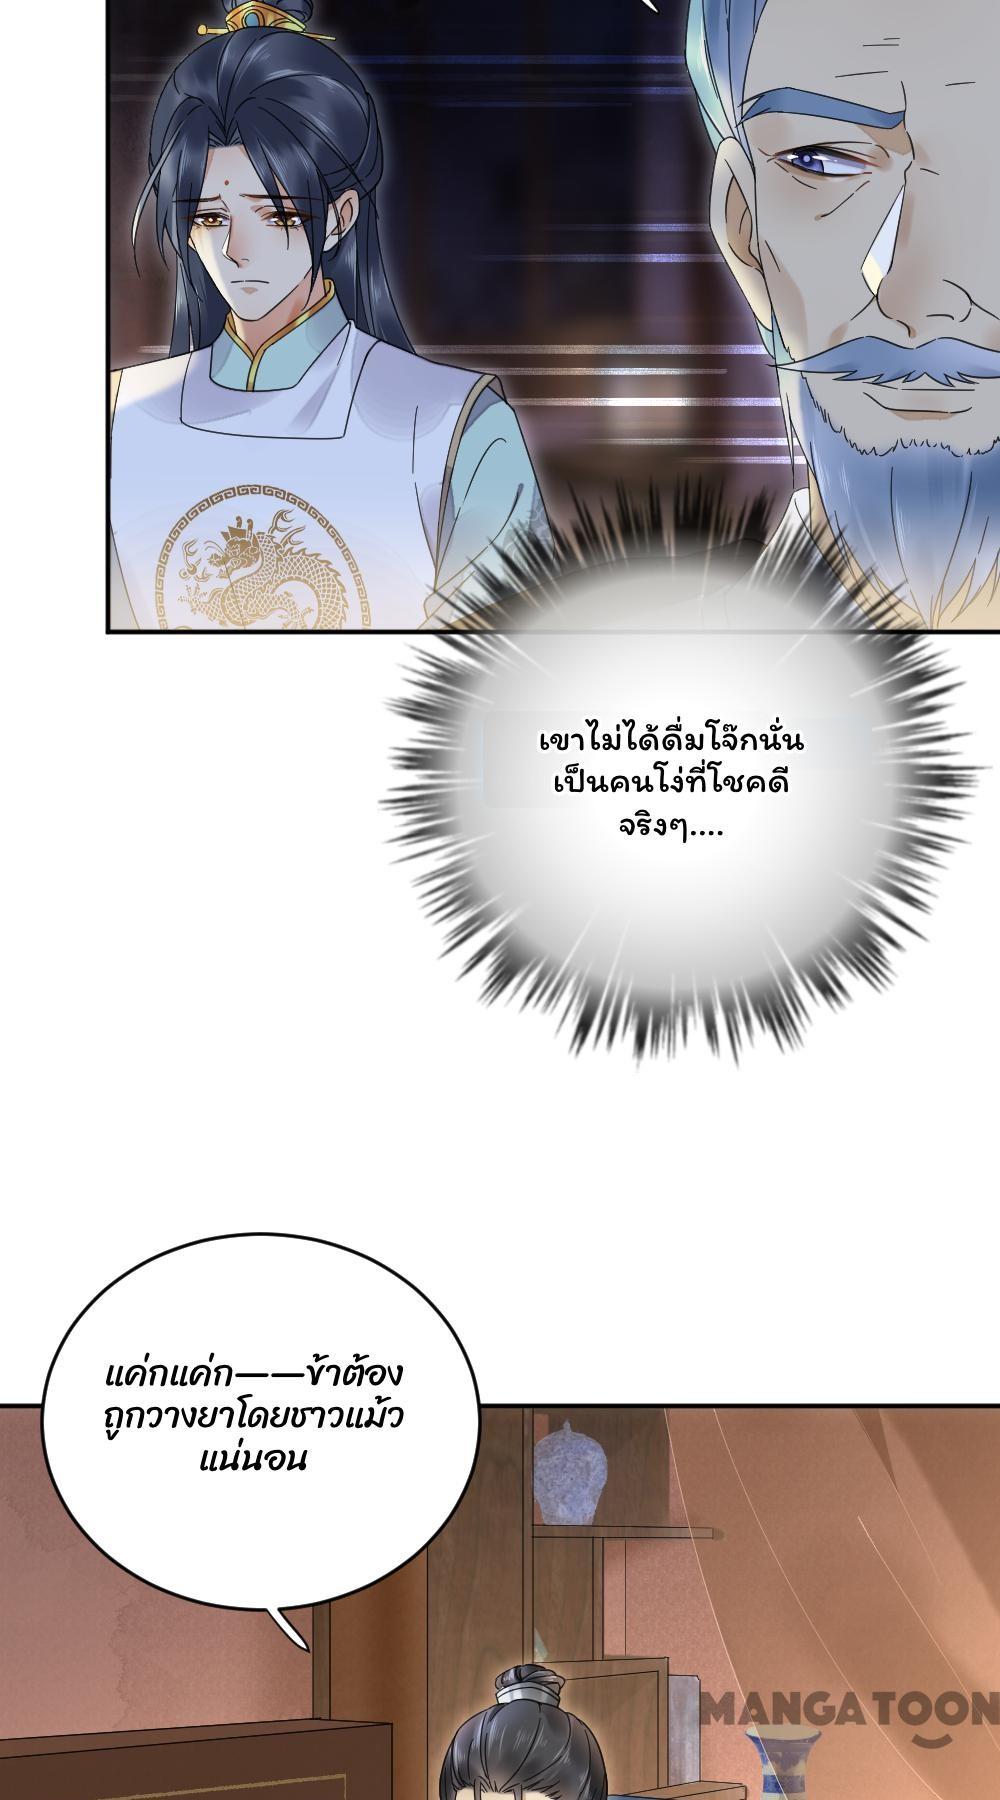 เขาไม่ได้ดื่มโจ๊กนั่น
เป็นคนโง่ที่โชคดี
จริงๆ....
แค่กแค่ก——ข้าต้อง
ถูกวางยาโดยชาวแม้ว
แน่นอน
MANGATOON